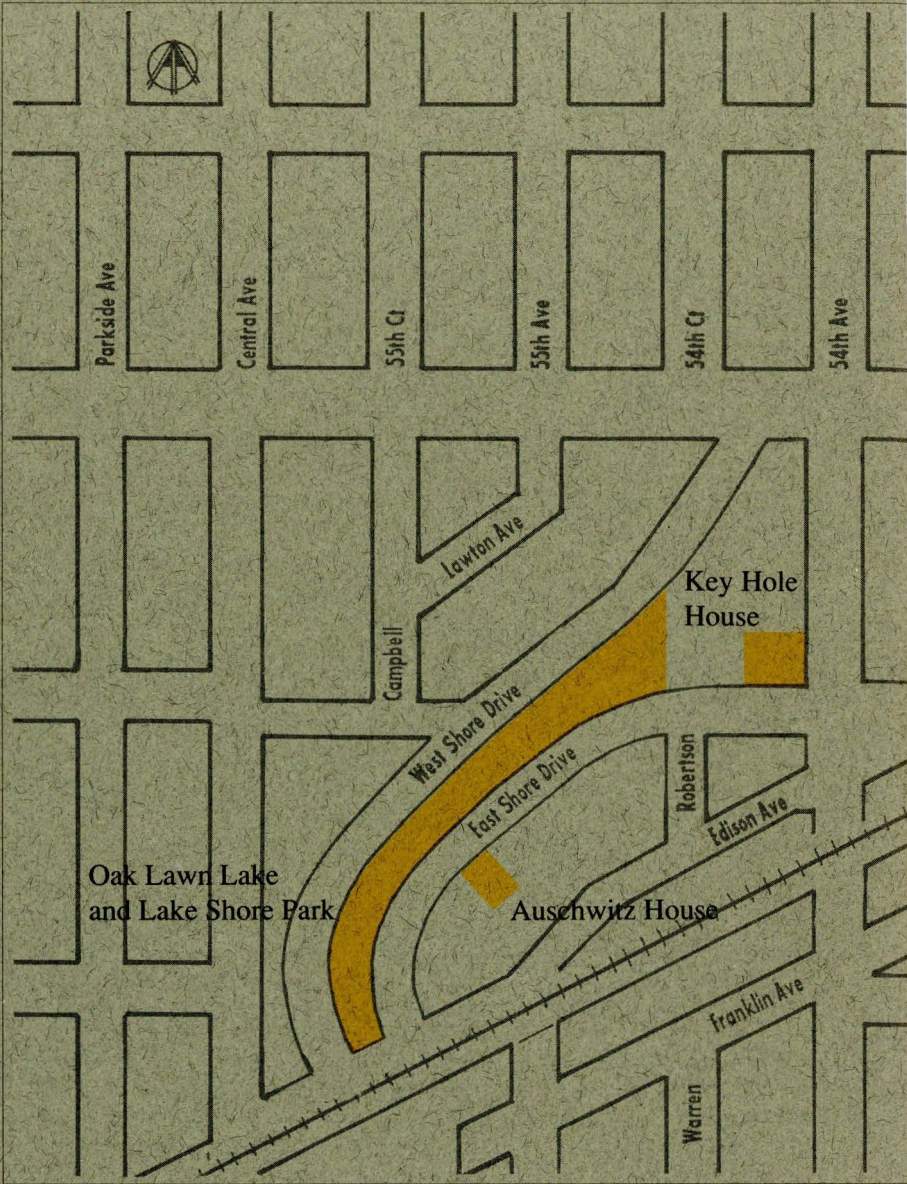 Parkside Ave
Central Ave
55th Ct
55th Ave
54th Ct
54th Ave
Lawton Ave
Key Hole
House
Campbell
West Shore Drive
East Shore Drive
Robertson
Edison Ave
Oak Lawn Lake
and Lake Shore Park
Auschwitz House
Franklin Ave
Warren